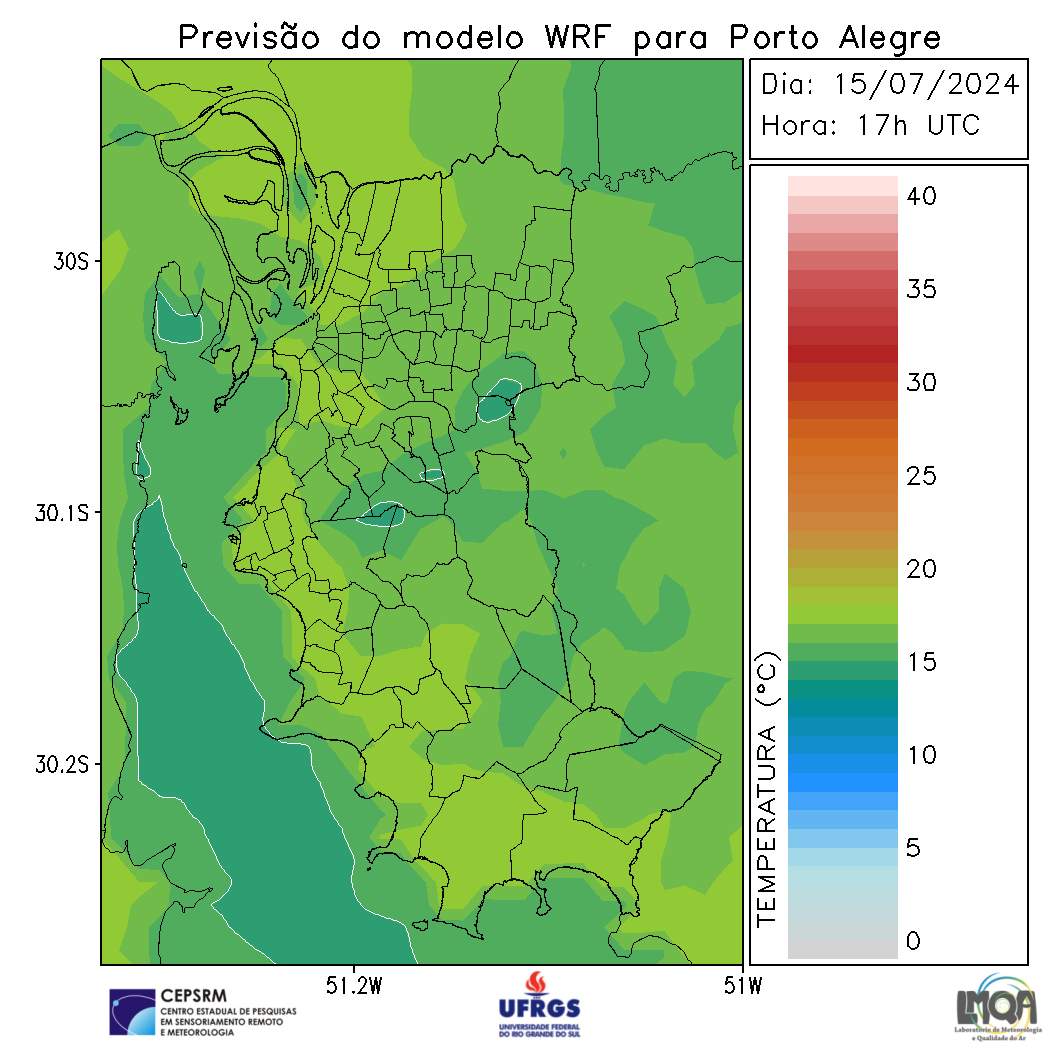 Previsão do modelo WRF para Porto Alegre
Dia: 15/07/2024
Hora: 17h UTC
40
35
30
25
20
15
10
5
0
TEMPERATURA (°C)
30S
30.1S
30.2S
51.2W
51W
CEPSRM
CENTRO ESTADUAL DE PESQUISAS
EM SENSORIAMENTO REMOTO
E METEOROLOGIA
UFRGS
UNIVERSIDADE FEDERAL
DO RIO GRANDE DO SUL
LMQA
Laboratório de Meteorologia
e Qualidade do Ar